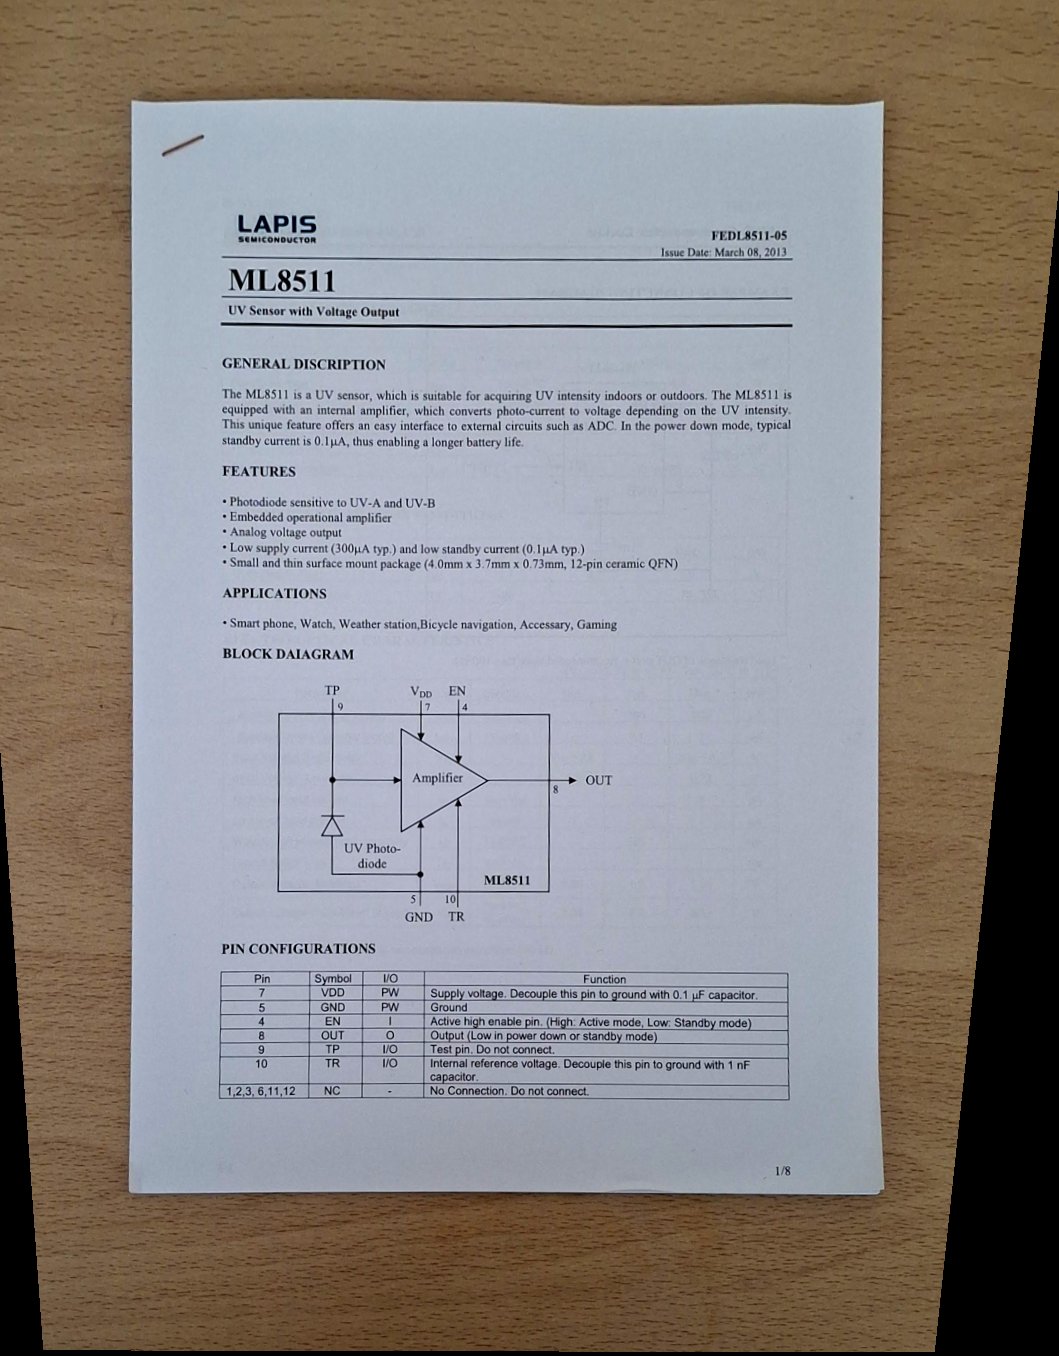 LAPIS
SEMICONDUCTOR
FEDL8511-05
Issue Date: March 08, 2013
ML8511
UV Sensor with Voltage Output
GENERAL DISCRIPTION
The ML8511 is a UV sensor, which is suitable for acquiring UV intensity indoors or outdoors. The ML8511 is
equipped with an internal amplifier, which converts photo-current to voltage depending on the UV intensity.
This unique feature offers an easy interface to external circuits such as ADC. In the power down mode, typical
standby current is 0.1µA, thus enabling a longer battery life.
FEATURES
• Photodiode sensitive to UV-A and UV-B
• Embedded operational amplifier
• Analog voltage output
• Low supply current (300µA typ.) and low standby current (0.1µA typ.)
• Small and thin surface mount package (4.0mm x 3.7mm x 0.73mm, 12-pin ceramic QFN)
APPLICATIONS
• Smart phone, Watch, Weather station,Bicycle navigation, Accessary, Gaming
BLOCK DAIAGRAM
TP VDD EN
9 7 4
Amplifier
OUT
8
UV Photo-
diode
ML8511
5 10
GND TR
PIN CONFIGURATIONS
Pin Symbol I/O Function
7 VDD PW Supply voltage. Decouple this pin to ground with 0.1 µF capacitor.
5 GND PW Ground
4 EN I Active high enable pin. (High: Active mode, Low: Standby mode)
8 OUT O Output (Low in power down or standby mode)
9 TP I/O Test pin. Do not connect.
10 TR I/O Internal reference voltage. Decouple this pin to ground with 1 nF
capacitor.
1,2,3, 6,11,12 NC - No Connection. Do not connect.
1/8